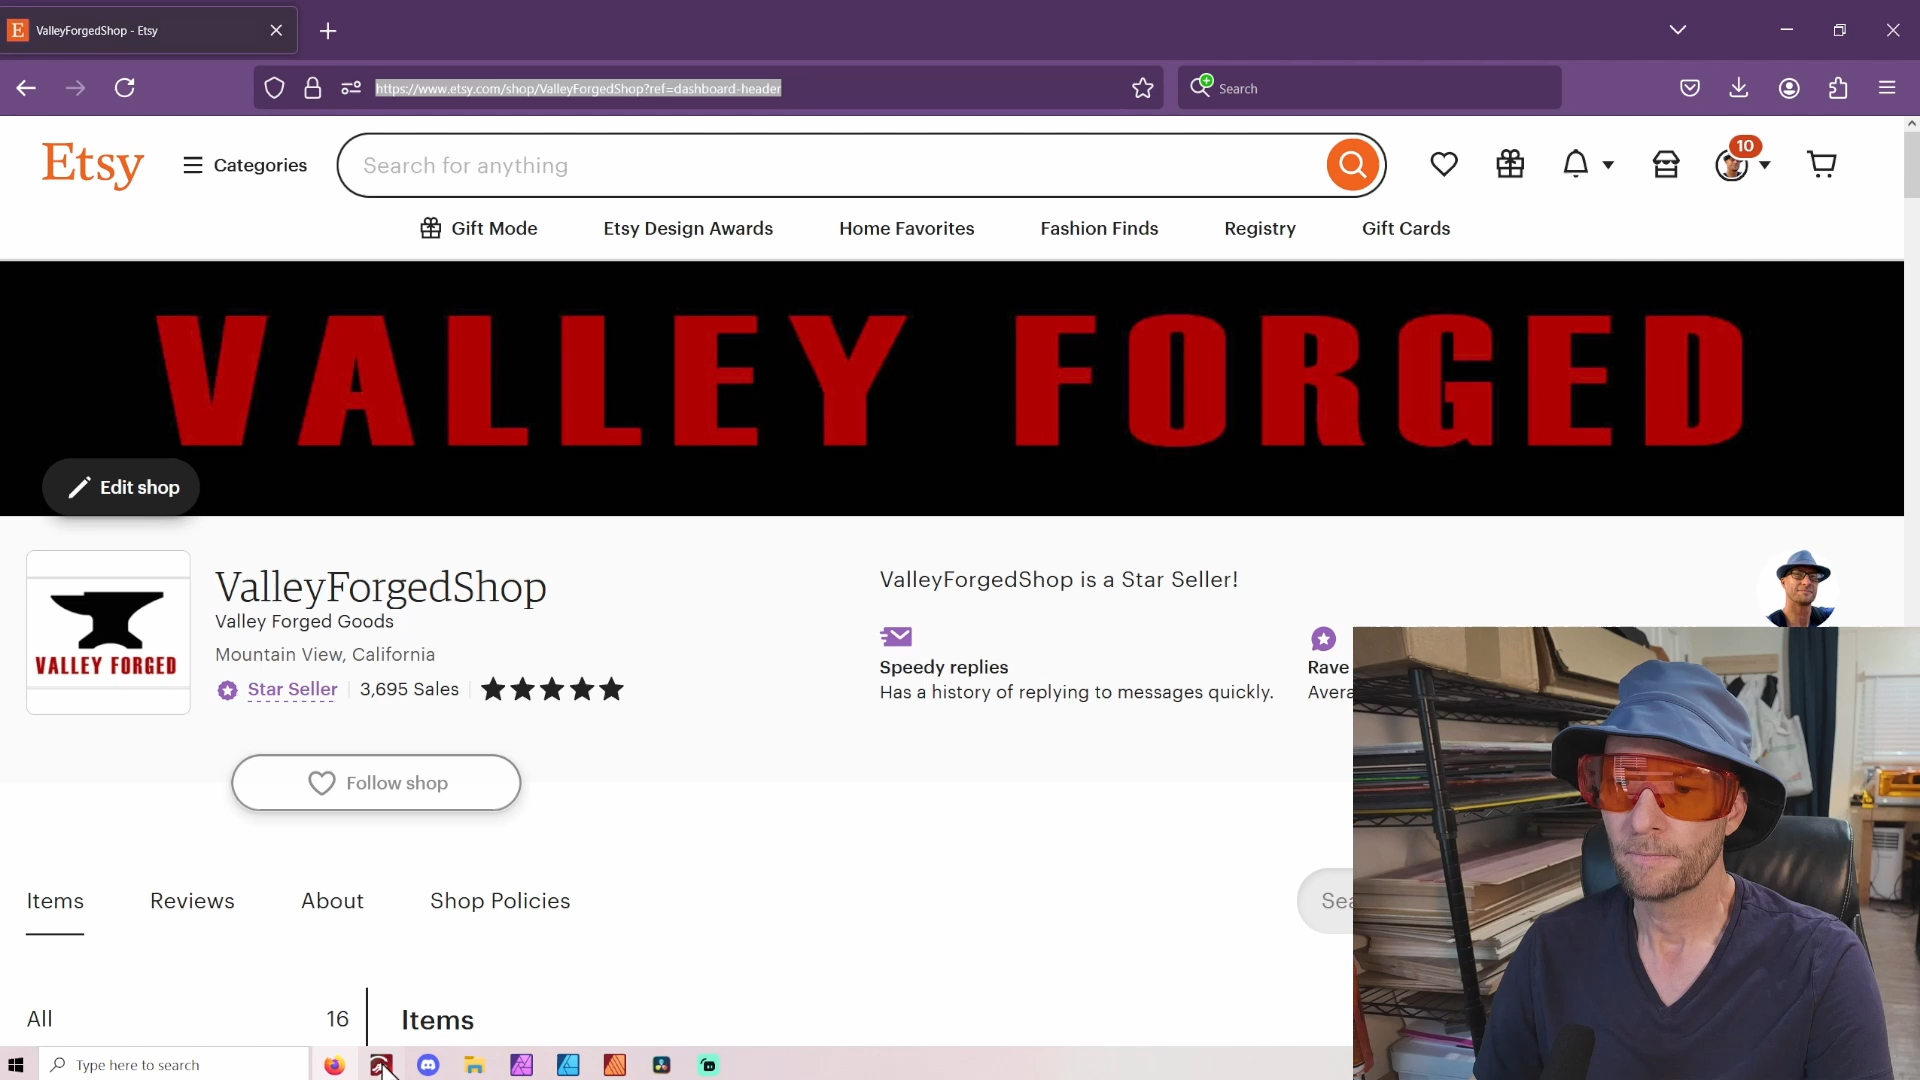 E ValleyForgedShop - Etsy
https://www.etsy.com/shop/ValleyForgedShop?ref=dashboard-header
Search
Etsy
Categories
Search for anything
10
Gift Mode
Etsy Design Awards
Home Favorites
Fashion Finds
Registry
Gift Cards
VALLEY FORGED
Edit shop
VALLEY FORGED
ValleyForgedShop
Valley Forged Goods
Mountain View, California
Star Seller
3,695 Sales
ValleyForgedShop is a Star Seller!
Speedy replies
Has a history of replying to messages quickly.
Rave
Avera
Follow shop
Items
Reviews
About
Shop Policies
Sea
All
16
Items
Type here to search